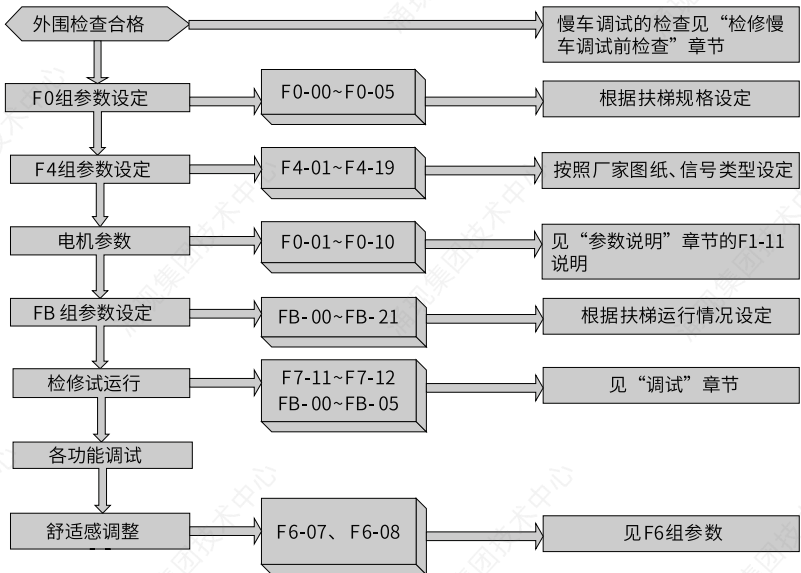 外围检查合格
慢车调试的检查见“检修慢
车调试前检查”章节
F0组参数设定
F0-00~F0-05
根据扶梯规格设定
F4组参数设定
F4-01~F4-19
按照厂家图纸、信号类型设定
电机参数
F0-01~F0-10
见“参数说明”章节的F1-11
说明
FB 组参数设定
FB-00~FB-21
根据扶梯运行情况设定
检修试运行
F7-11~F7-12
FB-00~FB-05
见“调试”章节
各功能调试
舒适感调整
F6-07、F6-08
见F6组参数